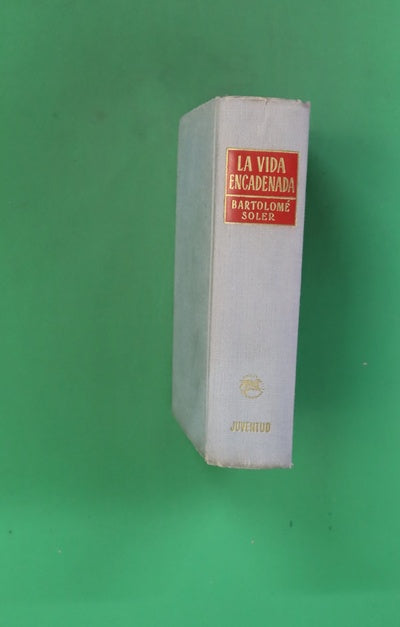 LA VIDA
ENCADENADA
BARTOLOMÉ
SOLER
JUVENTUD